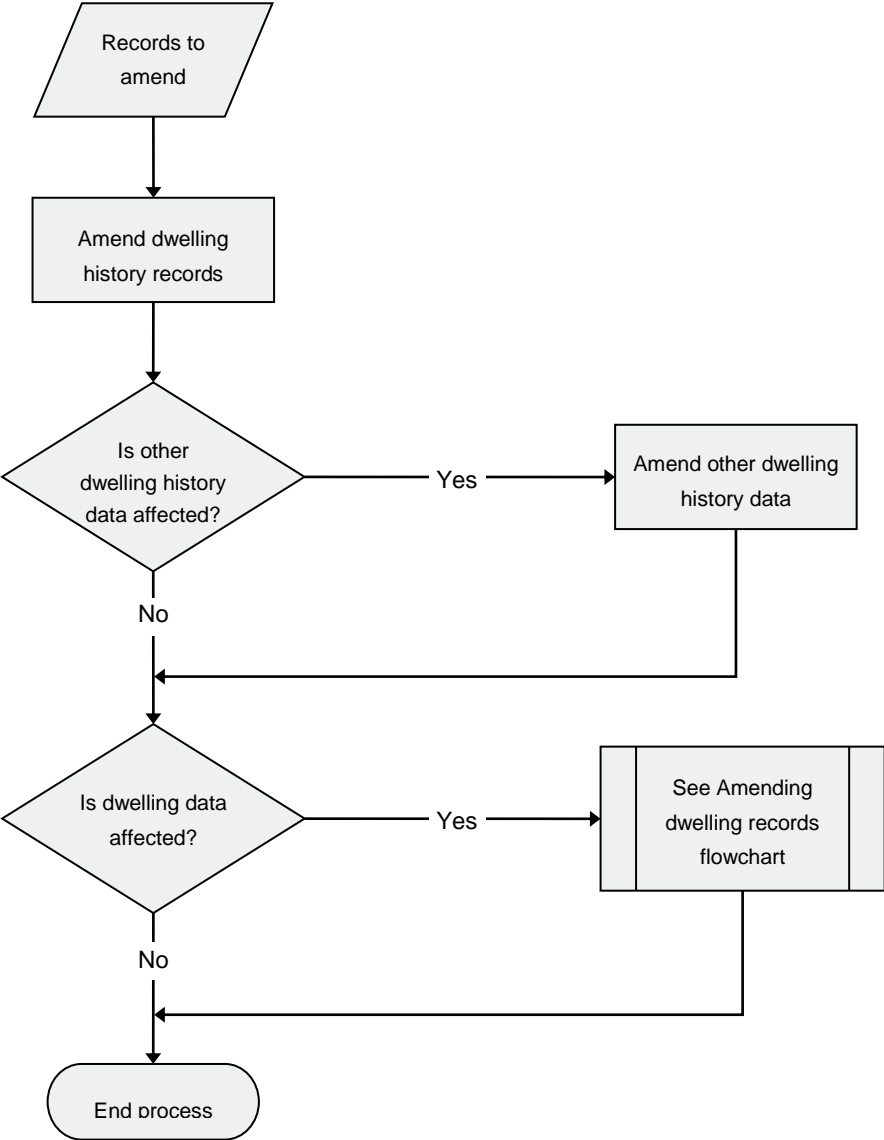 Records to
amend
Amend dwelling
history records
Is other
dwelling history
data affected?
Yes
Amend other dwelling
history data
No
Is dwelling data
affected?
Yes
See Amending
dwelling records
flowchart
No
End process